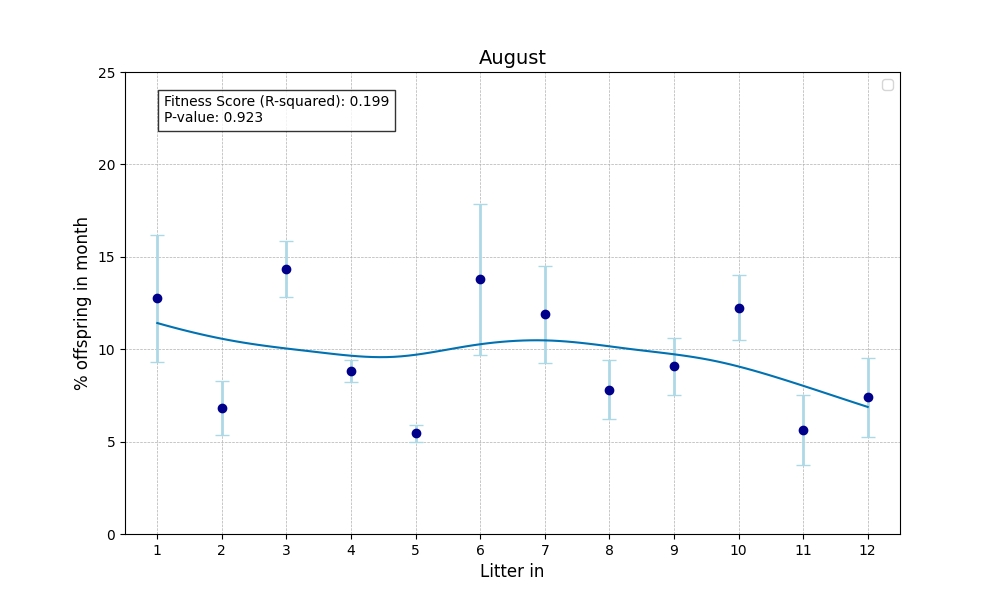 August
Fitness Score (R-squared): 0.199
P-value: 0.923
% offspring in month
25
20
15
10
5
0
1 2 3 4 5 6 7 8 9 10 11 12
Litter in